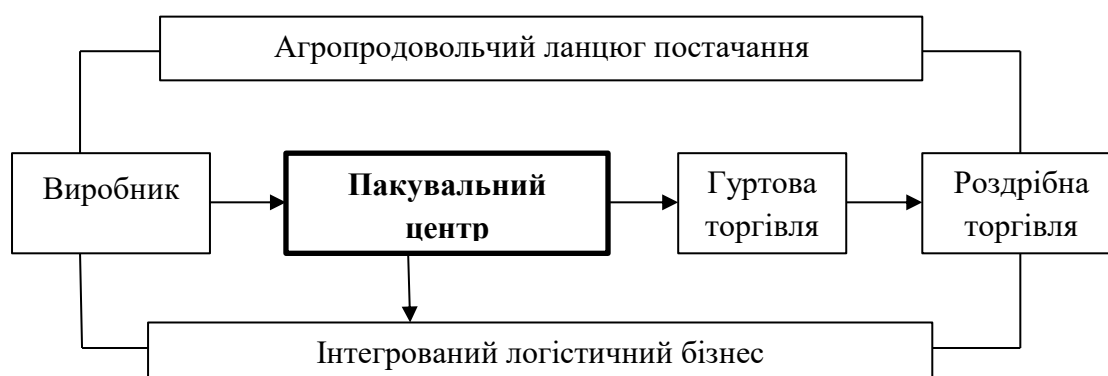 Агропродовольчий ланцюг постачання
Виробник
Пакувальний
центр
Гуртова
торгівля
Роздрібна
торгівля
Інтегрований логістичний бізнес